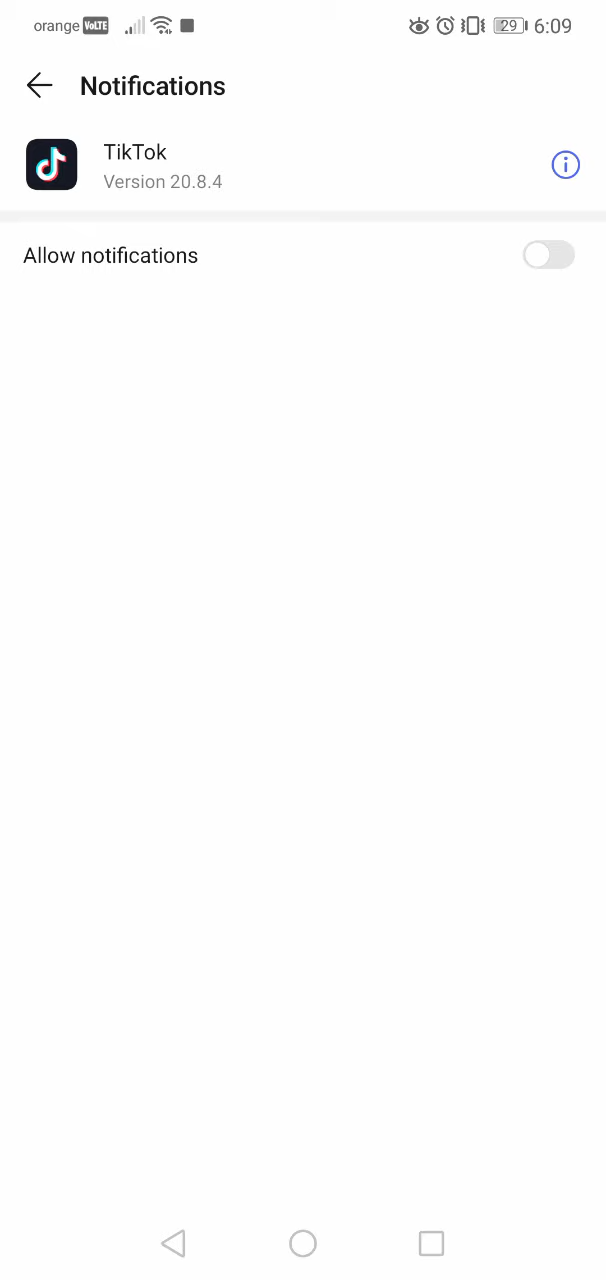 orange VoLTE 29 6:09
Notifications
TikTok
Version 20.8.4
Allow notifications